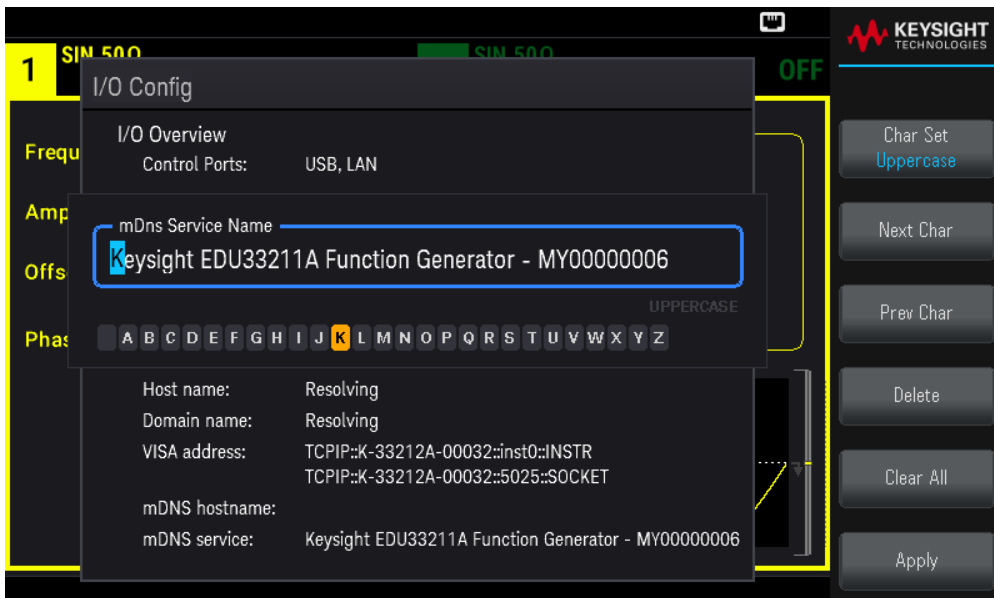 KEYSIGHT
TECHNOLOGIES
1
SIN 50Ω
SIN 50Ω
OFF
I/O Config
I/O Overview
Control Ports: USB, LAN
Frequ
Amp
Offs
Phas
mDns Service Name
Keysight EDU33211A Function Generator - MY00000006
UPPERCASE
A B C D E F G H I J K L M N O P Q R S T U V W X Y Z
Host name: Resolving
Domain name: Resolving
VISA address: TCPIP::K-33212A-00032::inst0::INSTR
TCPIP::K-33212A-00032::5025::SOCKET
mDNS hostname:
mDNS service: Keysight EDU33211A Function Generator - MY00000006
Char Set
Uppercase
Next Char
Prev Char
Delete
Clear All
Apply